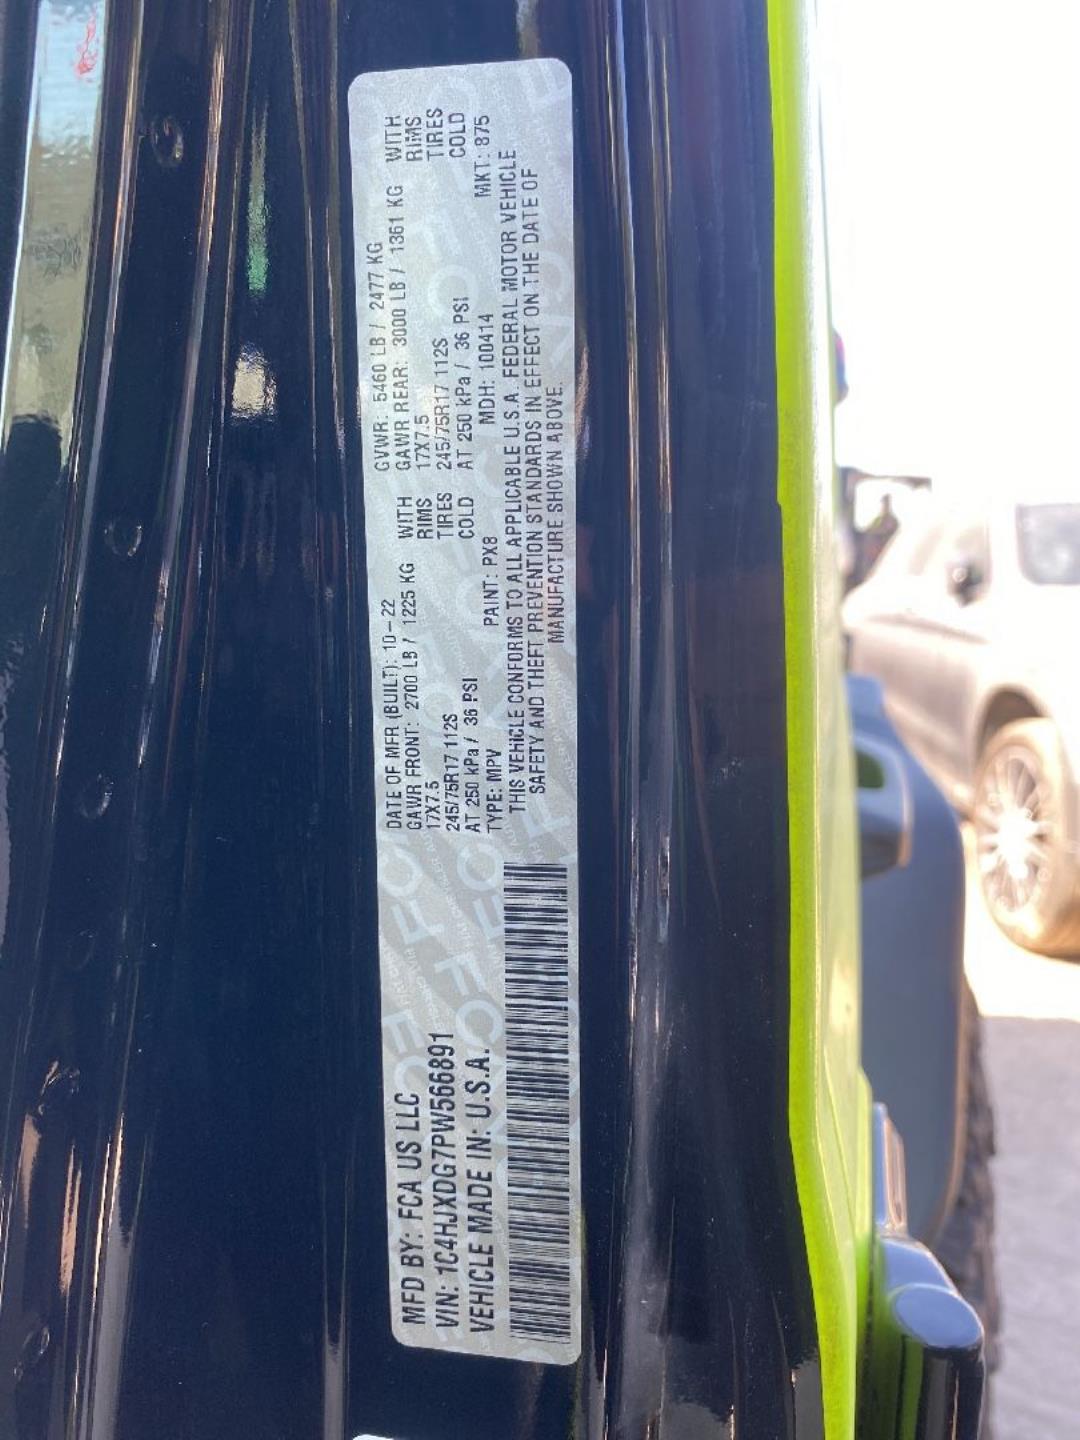 MFD BY: FCA US LLC
VIN: 1C4HJXDG7PW566891
VEHICLE MADE IN: U.S.A.
DATE OF MFR (BUILT): 10-22
GVWR: 5460 LB / 2477 KG
GAWR FRONT: 2700 LB / 1225 KG WITH
17X7.5 RIMS
245/75R17 112S TIRES
AT 250 kPa / 36 PSI COLD
GAWR REAR: 3000 LB / 1361 KG WITH
17X7.5 RIMS
245/75R17 112S TIRES
AT 250 kPa / 36 PSI COLD
TYPE: MPV PAINT: PX8 MDH: 100414 MKT: 875
THIS VEHICLE CONFORMS TO ALL APPLICABLE U.S.A. FEDERAL MOTOR VEHICLE
SAFETY AND THEFT PREVENTION STANDARDS IN EFFECT ON THE DATE OF
MANUFACTURE SHOWN ABOVE.